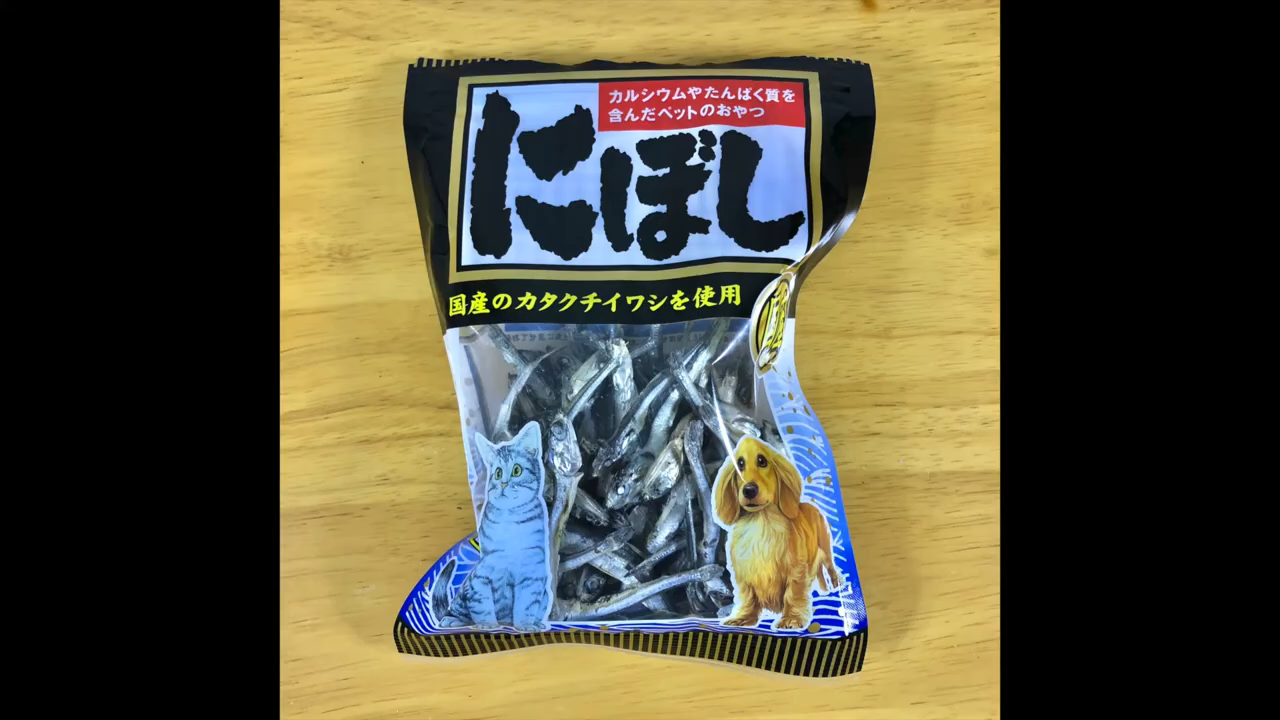 カルシウムやたんぱく質を
含んだペットのおやつ
にぼし
国産のカタクチイワシを使用